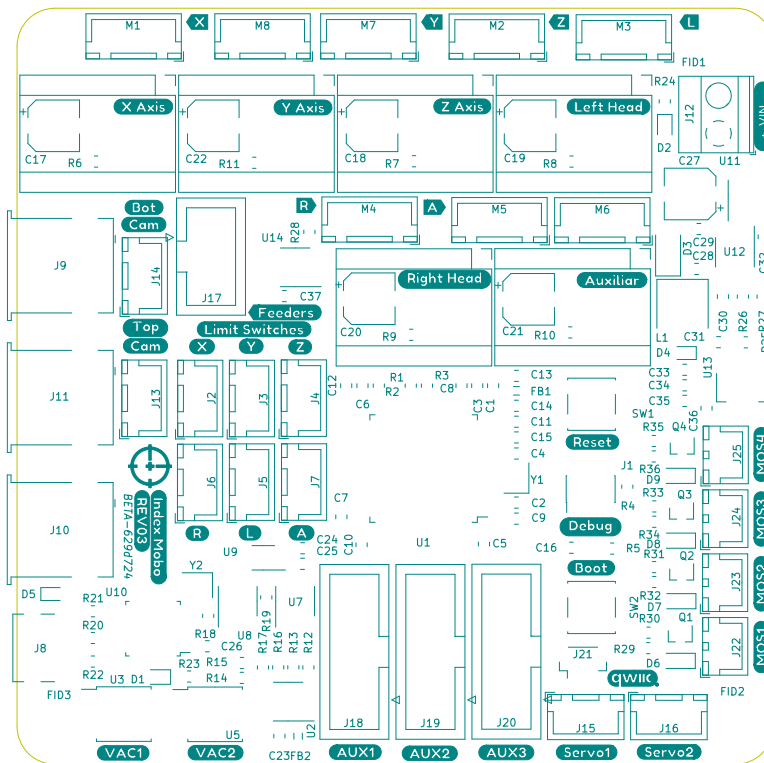 M1 X M8 M7 Y M2 Z M3 L
FID1
X Axis Y Axis Z Axis Left Head
R24
J12
VIN
C17 R6 C22 R11 C18 R7 C19 R8
D2
U11
C27
Bot
Cam
R M4 A M5 M6
J9 J14 J17
U14 R28
C37
Right Head Auxiliar
D3 C29 C28 U12 C32
Feeders
Limit Switches
Top
Cam
X Y Z
C20 R9 C21 R10
L1 C31 C30 R26 R27
D4
U13
J11 J13 J2 J3 J4
C12 R1 R2 R3 C8 C6 C3 C1
C13
FB1
C14
C11
C15
C4
C33
C34
C35
C36
SW1
Reset
R35 Q4 J25 MOS4
R36
D9
J6 J5 J7
J10
Index Mobo
REV03
BETA-629d724
Y1
J1
R4
C2
C9
C7
R33 Q3 J24 MOS3
R34
D8
R L A
U9
C24
C25
C10 U1 C5
Debug
C16 R5
Boot
R31 Q2 J23 MOS2
R32
D7
Y2
D5 U10
R21
R20
R22
J8
FID3
U7
R18
R19
U8
R17 R16 R13 R12
C26
R15
R14
R23
U3 D1
SW2
R30 Q1 J22 MOS1
R29
D6
J21
qwiic
FID2
U5
U2
C23 FB2
J18 J19 J20 J15 J16
VAC1 VAC2 AUX1 AUX2 AUX3 Servo1 Servo2